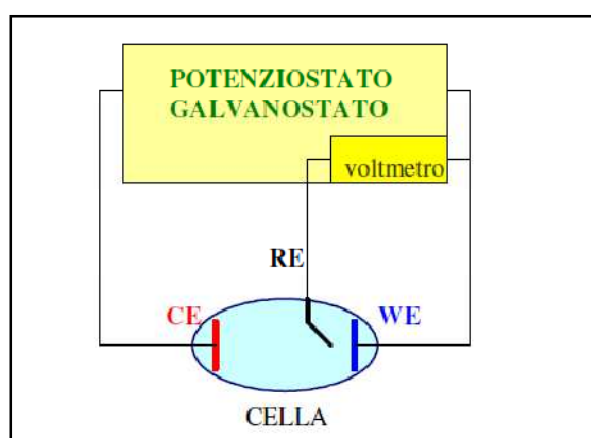 POTENZIOSTATO
GALVANOSTATO
voltmetro
RE
CE
WE
CELLA